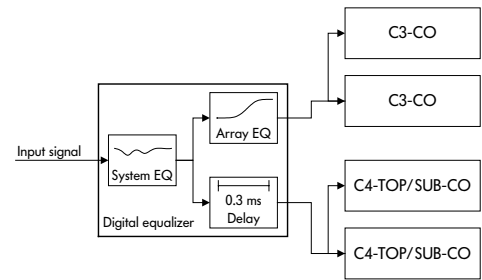 C3-CO
C3-CO
Array EQ
Input signal
System EQ
0.3 ms
Delay
Digital equalizer
C4-TOP/SUB-CO
C4-TOP/SUB-CO